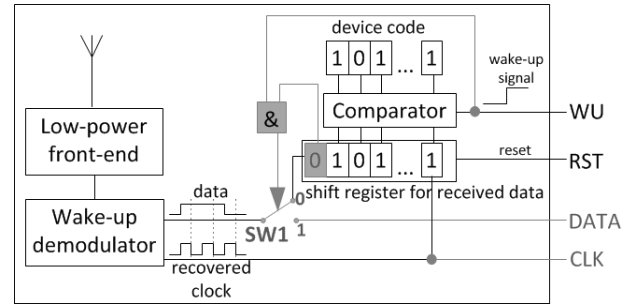 device code
1 0 1 ... 1
wake-up
signal
Comparator
WU
&
Low-power
front-end
0 1 0 1 ... 1
reset
RST
shift register for received data
data
0
Wake-up
demodulator
SW1
1
DATA
CLK
recovered
clock